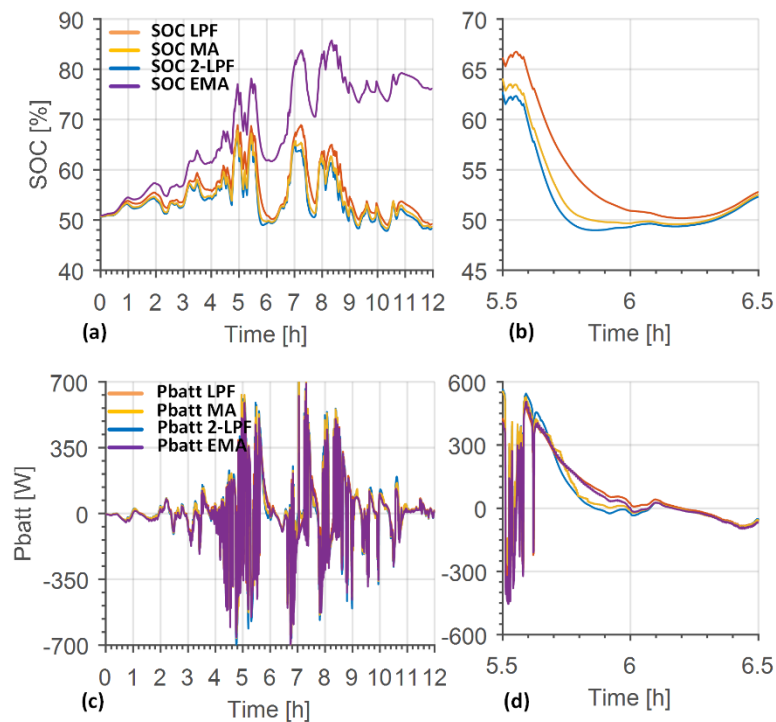 SOC LPF
SOC MA
SOC 2-LPF
SOC EMA
SOC [%]
90
80
70
60
50
40
0 1 2 3 4 5 6 7 8 9 10 11 12
(a)
Time [h]
70
65
60
55
50
45
5.5 6 6.5
(b)
Time [h]
Pbatt LPF
Pbatt MA
Pbatt 2-LPF
Pbatt EMA
Pbatt [W]
700
350
0
-350
-700
0 1 2 3 4 5 6 7 8 9 10 11 12
(c)
Time [h]
600
300
0
-300
-600
5.5 6 6.5
(d)
Time [h]